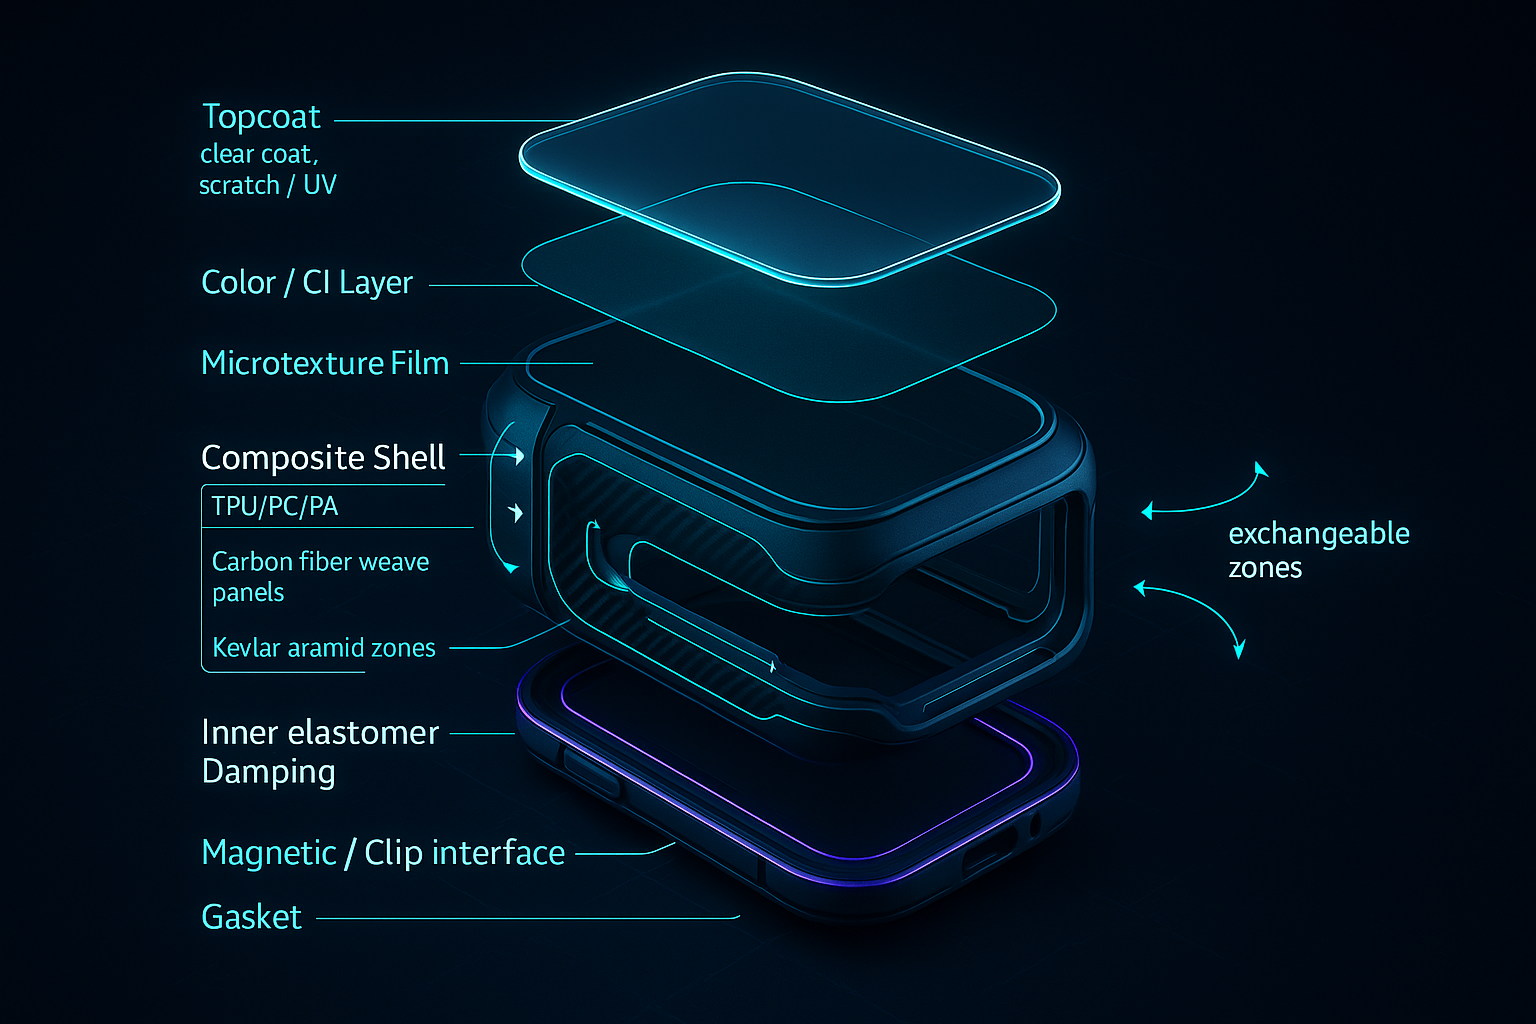 Topcoat
clear coat,
scratch / UV
Color / CI Layer
Microtexture Film
Composite Shell
TPU/PC/PA
Carbon fiber weave
panels
Kevlar aramid zones
exchangeable
zones
Inner elastomer
Damping
Magnetic / Clip interface
Gasket